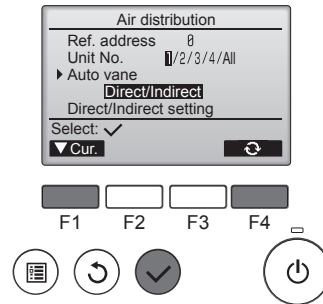 Air distribution
Ref. address 0
Unit No. 1/2/3/4/All
Auto vane
Direct/Indirect
Direct/Indirect setting
Select:
Cur.
F1 F2 F3 F4